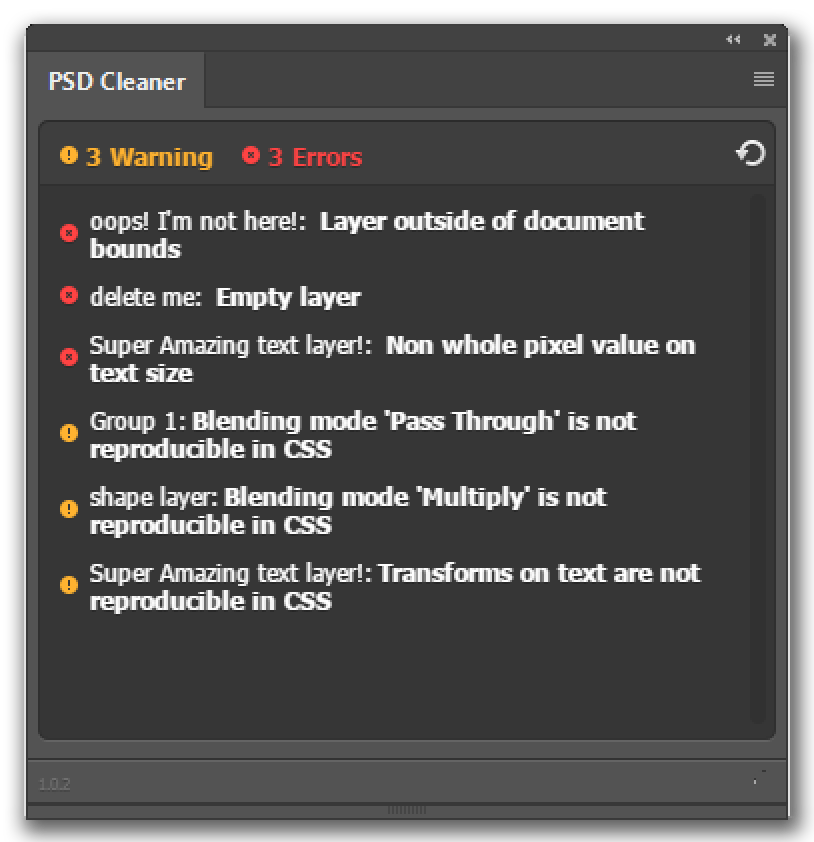 PSD Cleaner
3 Warning 3 Errors
oops! I'm not here!: Layer outside of document
bounds
delete me: Empty layer
Super Amazing text layer!: Non whole pixel value on
text size
Group 1: Blending mode 'Pass Through' is not
reproducible in CSS
shape layer: Blending mode 'Multiply' is not
reproducible in CSS
Super Amazing text layer!: Transforms on text are not
reproducible in CSS
1.0.2